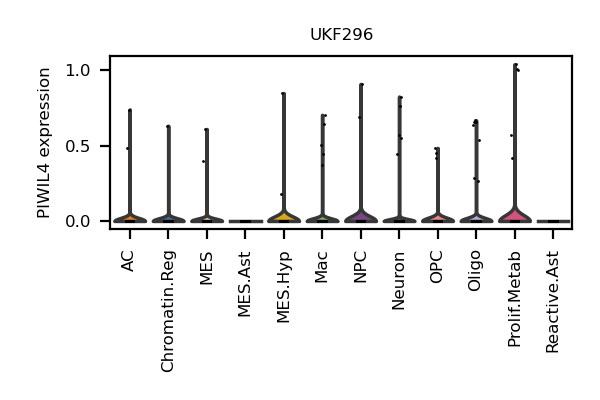 UKF296
PIWIL4 expression
1.0
0.5
0.0
AC
Chromatin.Reg
MES
MES.Ast
MES.Hyp
Mac
NPC
Neuron
OPC
Oligo
Prolif.Metab
Reactive.Ast